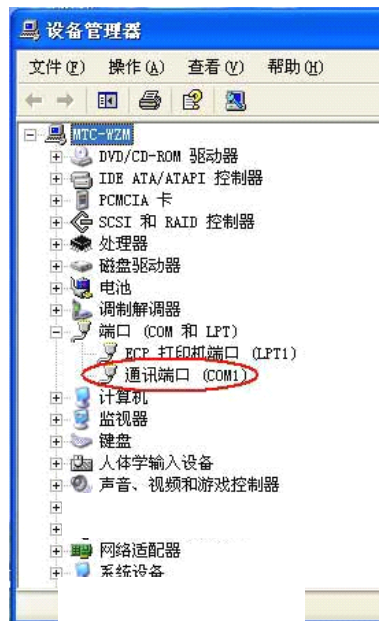 设备管理器
文件(F) 操作(A) 查看(V) 帮助(H)
MTC-WZM
DVD/CD-ROM 驱动器
IDE ATA/ATAPI 控制器
PCMCIA 卡
SCSI 和 RAID 控制器
处理器
磁盘驱动器
电池
调制解调器
端口 (COM 和 LPT)
ECP 打印机端口 (LPT1)
通讯端口 (COM1)
计算机
监视器
键盘
人体学输入设备
声音、视频和游戏控制器
网络适配器
系统设备